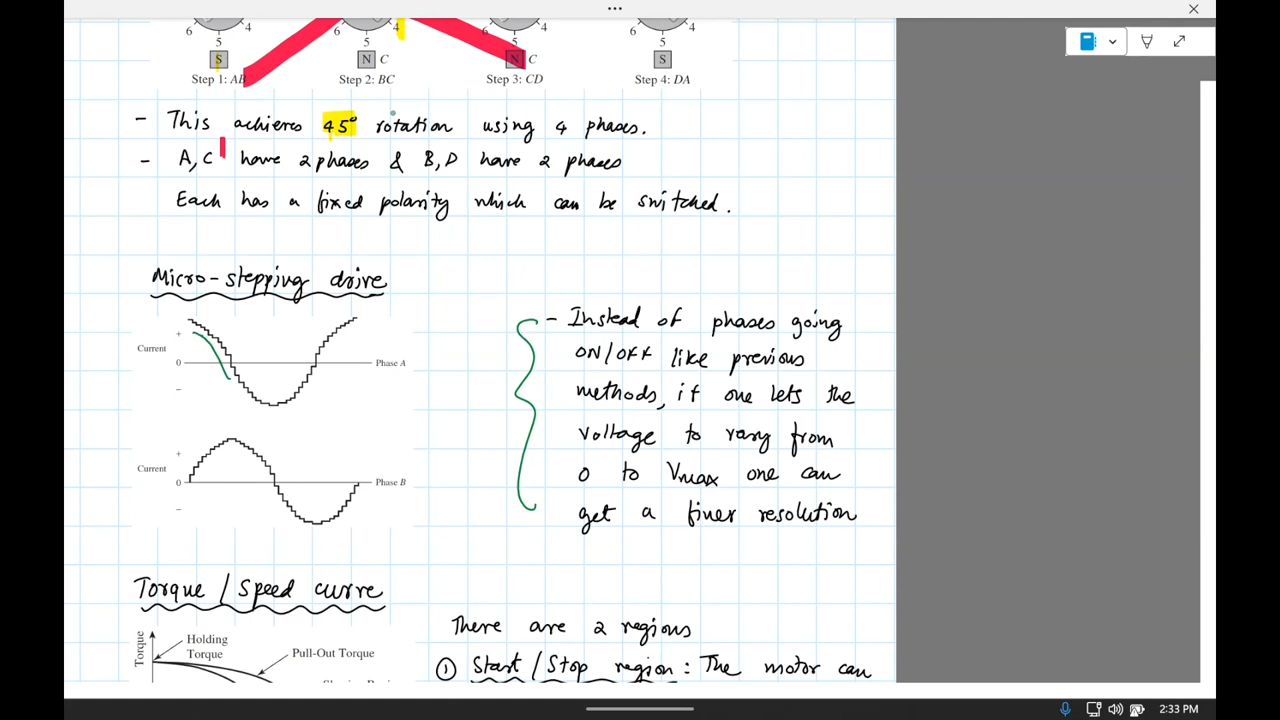 6 4 6 4 6 4
5 5 5
S N C N C S
Step 1: AB Step 2: BC Step 3: CD Step 4: DA
- This achieves 45° rotation using 4 phases.
- A, C have 2 phases & B, D have 2 phases
Each has a fixed polarity which can be switched.
Micro-stepping drive
+
Current 0 - Phase A
+
Current 0 - Phase B
- Instead of phases going
ON/OFF like previous
methods, if one lets the
voltage to vary from
0 to Vmax one can
get a finer resolution
Torque / Speed curve
Torque
Holding
Torque
Pull-Out Torque
There are 2 regions
① Start / Stop region : The motor can
2:33 PM